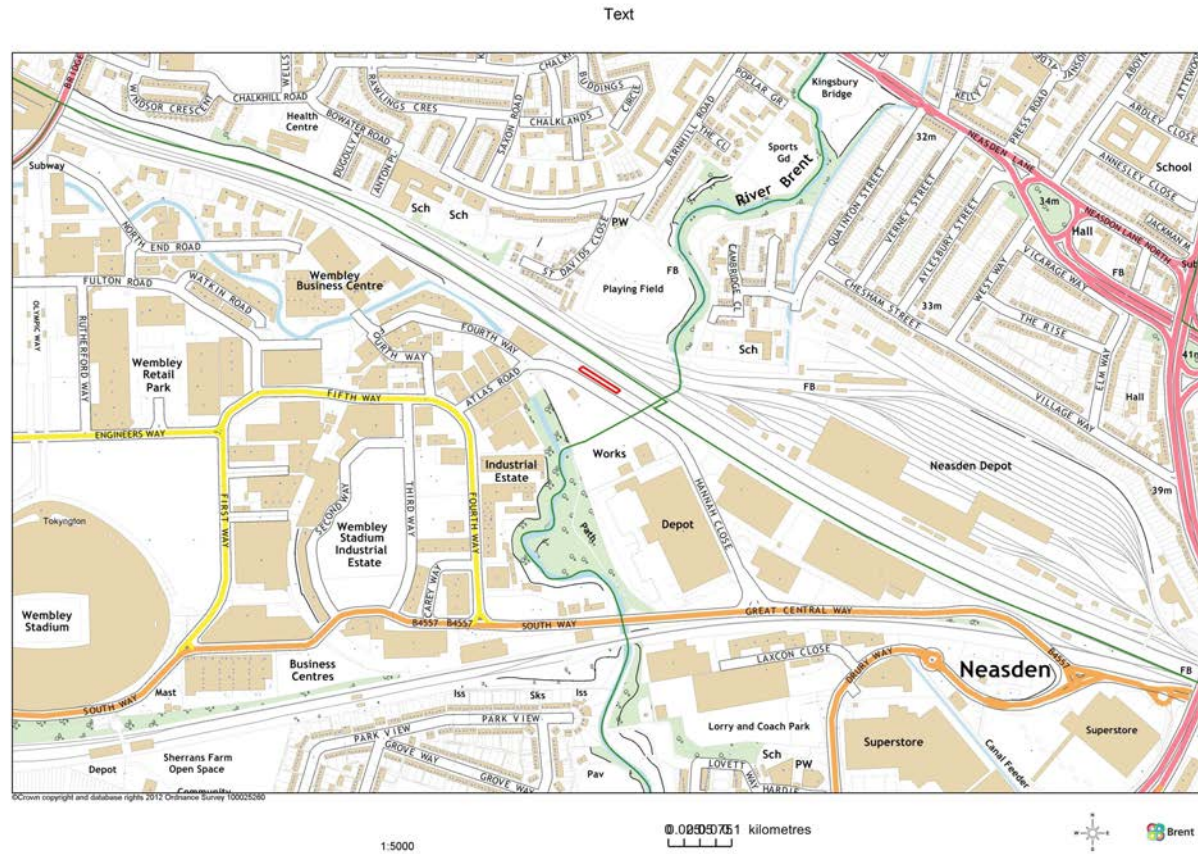 Text
BRIDGE
WINDSOR CRESCENT
CHALKHILL ROAD
WELLS
RAWLINGS CRES
BUDDINGS
CIRCLE
CHALKLANDS
SAXON ROAD
POPLAR GR
BARNHILL ROAD
THE CL
Kingsbury
Bridge
KELLY CL
PRESS ROAD
ARDLEY CLOSE
Health
Centre
BOWATER ROAD
DUGOLLY AV
ANTON PL
32m
NEASDEN LANE
Sports
Gd
ANNESLEY CLOSE
School
Subway
River Brent
QUAINTON STREET
VERNEY STREET
AYLESBURY STREET
34m
Sch
Sch
PW
Hall
JACKMAN M
NEASDON LANE NORTH
NORTH END ROAD
ST DAVIDS CLOSE
CAMBRIDGE CL
FB
VICARAGE WAY
FB
FULTON ROAD
WATKIN ROAD
Wembley
Business Centre
Playing Field
CHESHAM STREET
WEST WAY
OLYMPIC WAY
RUTHERFORD WAY
33m
THE RISE
FOURTH WAY
FOURTH WAY
Sch
41m
Wembley
Retail
Park
ATLAS ROAD
FB
ELM WAY
FIFTH WAY
VILLAGE WAY
Hall
ENGINEERS WAY
Works
Industrial
Estate
Neasden Depot
39m
FIRST WAY
SECOND WAY
THIRD WAY
FOURTH WAY
HANNAH CLOSE
Tokyngton
Wembley
Stadium
Industrial
Estate
Path
Depot
CAREY WAY
Wembley
Stadium
B4557
B4557
SOUTH WAY
GREAT CENTRAL WAY
LAXCON CLOSE
DRURY WAY
B4557
Business
Centres
Neasden
FB
Mast
Iss
Sks
Iss
SOUTH WAY
PARK VIEW
Lorry and Coach Park
PARK VIEW
Superstore
Superstore
Sherrans Farm
Open Space
Depot
GROVE WAY
GROVE WAY
Sch
PW
LOVETT WAY
Canal Feeder
Pav
HARDIE
Community
©Crown copyright and database rights 2012 Ordnance Survey 100025260
kilometres
1:5000
N
W
E
S
Brent